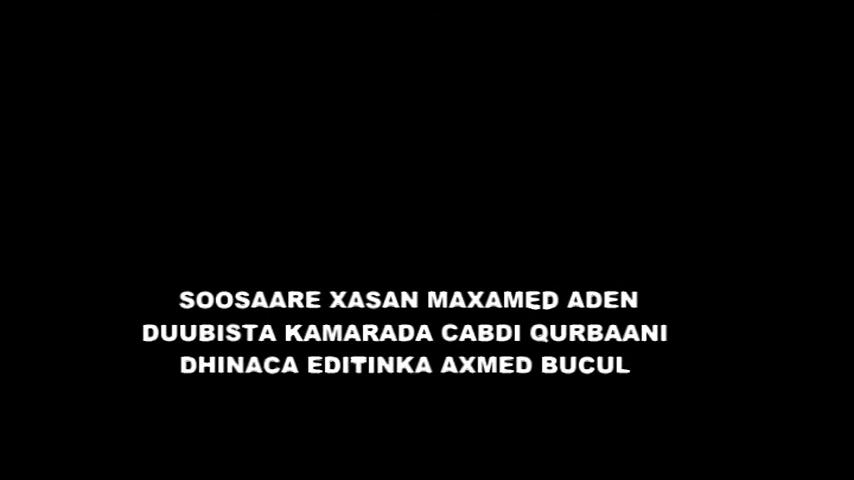 SOOSAARE XASAN MAXAMED ADEN
DUUBISTA KAMARADA CABDI QURBAANI
DHINACA EDITINKA AXMED BUCUL